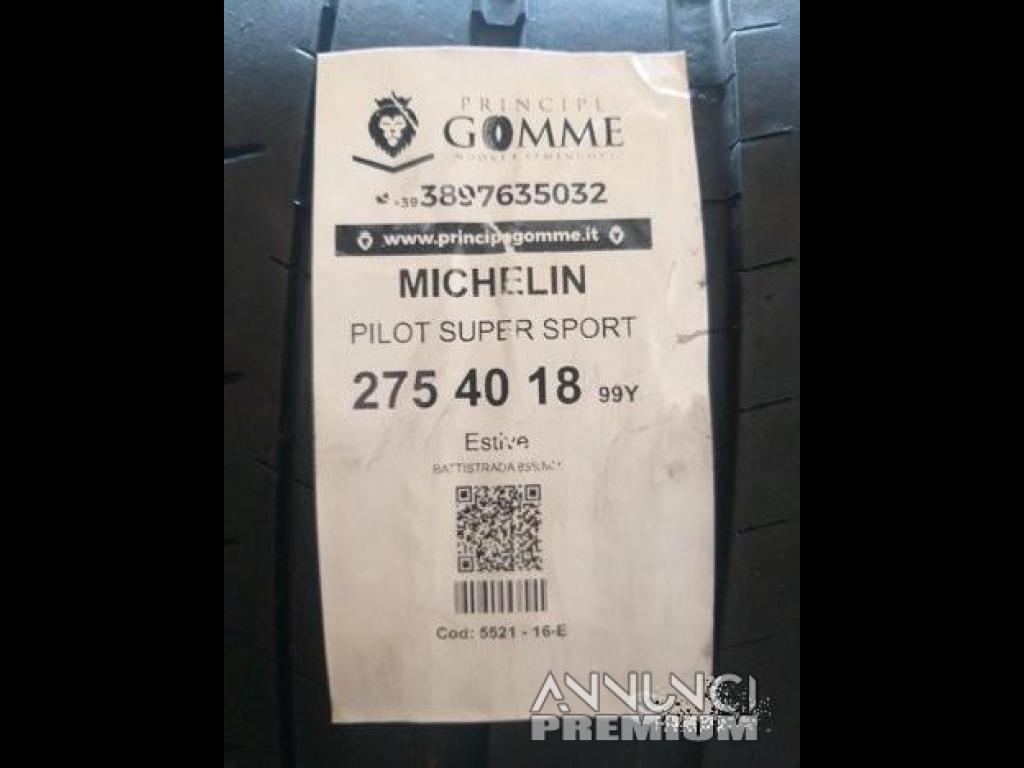 PRINCIPE
GOMME
+39 3897635032
www.principegomme.it
MICHELIN
PILOT SUPER SPORT
275 40 18 99Y
Estive
BATTISTRADA
Cod: 5521 - 16-E
ANNUNCI
PREMIUM